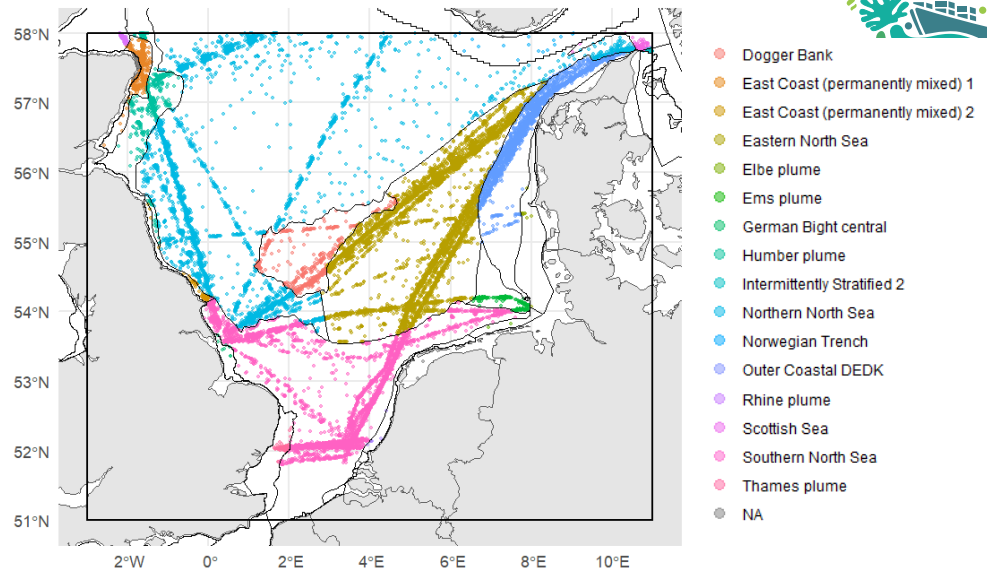 58°N
57°N
56°N
55°N
54°N
53°N
52°N
51°N
2°W 0° 2°E 4°E 6°E 8°E 10°E
Dogger Bank
East Coast (permanently mixed) 1
East Coast (permanently mixed) 2
Eastern North Sea
Elbe plume
Ems plume
German Bight central
Humber plume
Intermittently Stratified 2
Northern North Sea
Norwegian Trench
Outer Coastal DEDK
Rhine plume
Scottish Sea
Southern North Sea
Thames plume
NA